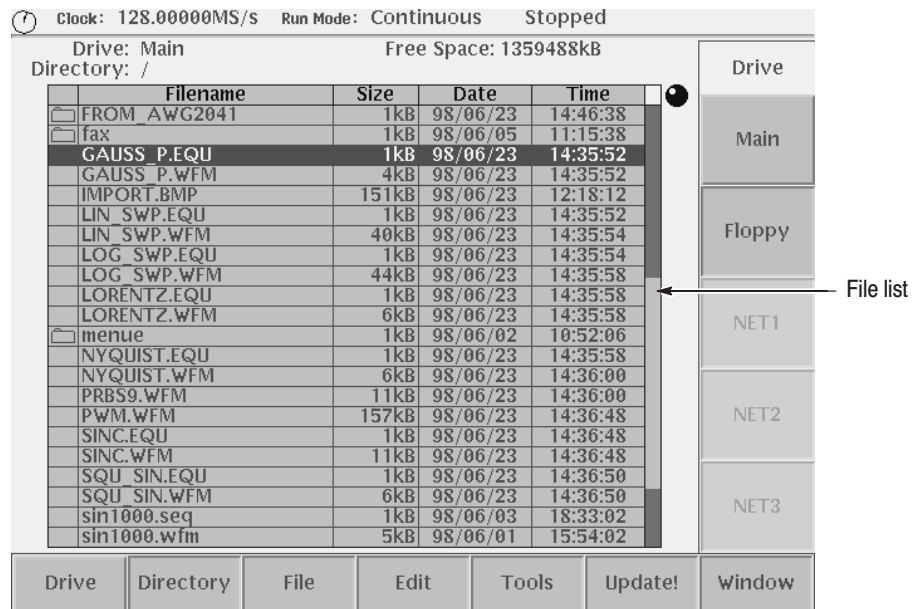 Clock: 128.00000MS/s Run Mode: Continuous Stopped
Drive: Main Free Space: 1359488kB
Directory: /
Filename Size Date Time
FROM_AWG2041 1kB 98/06/23 14:46:38
fax 1kB 98/06/05 11:15:38
GAUSS_P.EQU 1kB 98/06/23 14:35:52
GAUSS_P.WFM 4kB 98/06/23 14:35:52
IMPORT.BMP 151kB 98/06/23 12:18:12
LIN_SWP.EQU 1kB 98/06/23 14:35:52
LIN_SWP.WFM 40kB 98/06/23 14:35:54
LOG_SWP.EQU 1kB 98/06/23 14:35:54
LOG_SWP.WFM 44kB 98/06/23 14:35:58
LORENTZ.EQU 1kB 98/06/23 14:35:58
LORENTZ.WFM 6kB 98/06/23 14:35:58
menue 1kB 98/06/02 10:52:06
NYQUIST.EQU 1kB 98/06/23 14:35:58
NYQUIST.WFM 6kB 98/06/23 14:36:00
PRBS9.WFM 11kB 98/06/23 14:36:00
PWM.WFM 157kB 98/06/23 14:36:48
SINC.EQU 1kB 98/06/23 14:36:48
SINC.WFM 11kB 98/06/23 14:36:48
SQU_SIN.EQU 1kB 98/06/23 14:36:50
SQU_SIN.WFM 6kB 98/06/23 14:36:50
sin1000.seq 1kB 98/06/03 18:33:02
sin1000.wfm 5kB 98/06/01 15:54:02
Drive
Main
Floppy
NET1
NET2
NET3
File list
Drive Directory File Edit Tools Update! Window